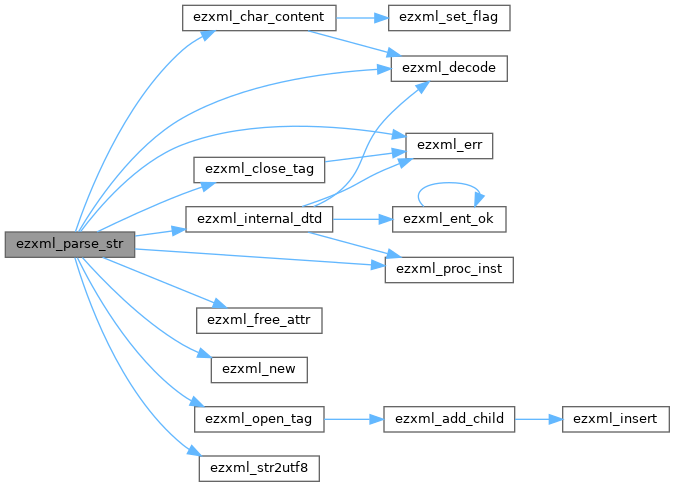 ezxml_char_content
ezxml_set_flag
ezxml_decode
ezxml_err
ezxml_close_tag
ezxml_internal_dtd
ezxml_ent_ok
ezxml_parse_str
ezxml_proc_inst
ezxml_free_attr
ezxml_new
ezxml_open_tag
ezxml_add_child
ezxml_insert
ezxml_str2utf8